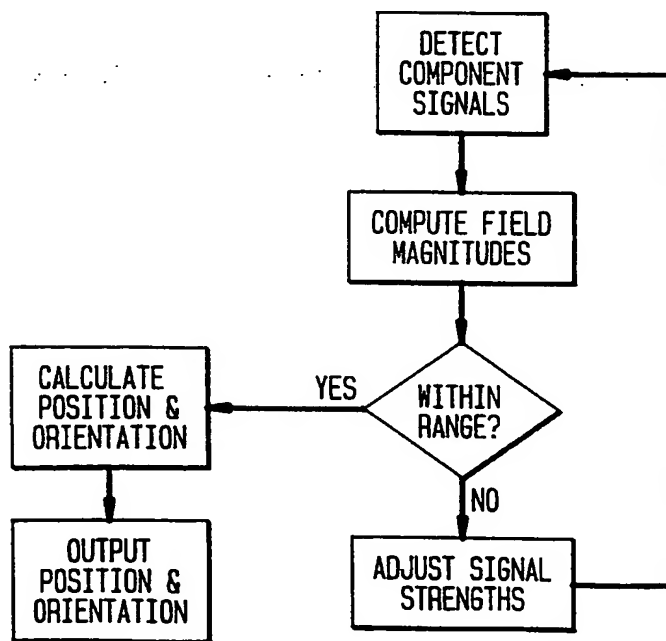 DETECT
COMPONENT
SIGNALS
COMPUTE FIELD
MAGNITUDES
WITHIN
RANGE?
YES
CALCULATE
POSITION &
ORIENTATION
OUTPUT
POSITION &
ORIENTATION
NO
ADJUST SIGNAL
STRENGTHS